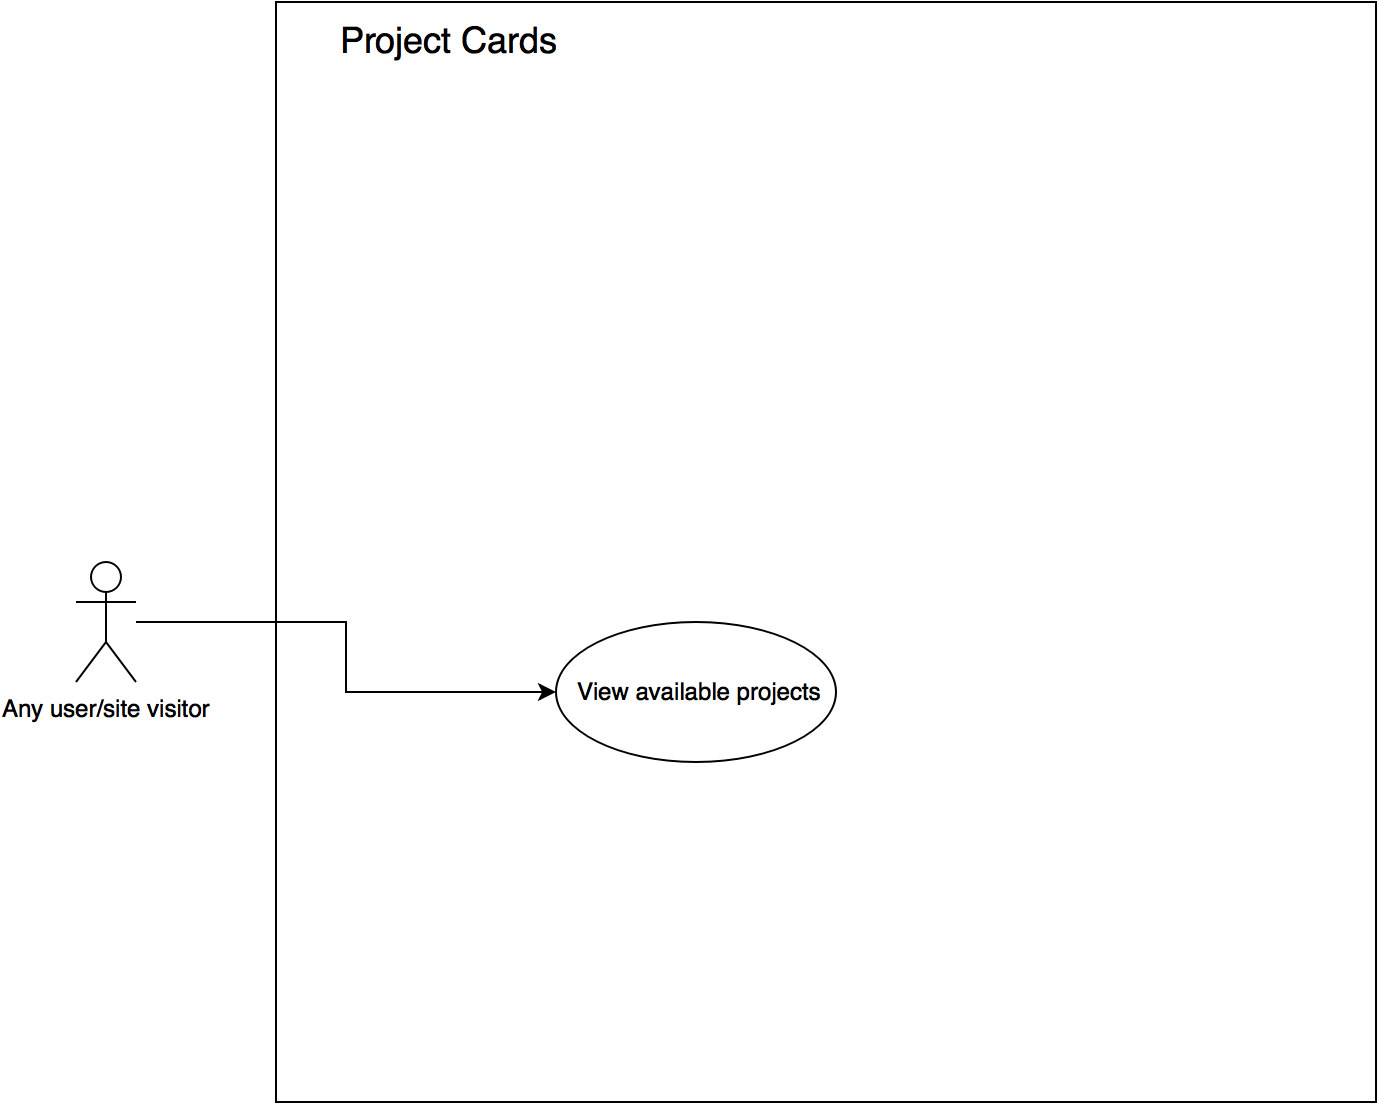 Project Cards
View available projects
Any user/site visitor